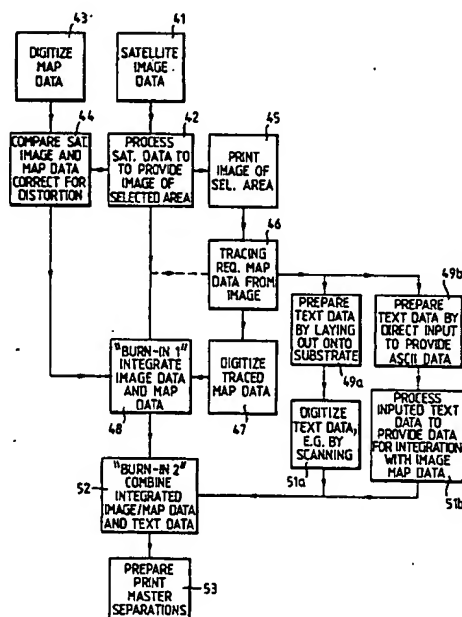 43
DIGITIZE
MAP
DATA
41
SATELLITE
IMAGE
DATA
44
COMPARE SAT.
IMAGE AND
MAP DATA
CORRECT FOR
DISTORTION
42
PROCESS
SAT. DATA TO
TO PROVIDE
IMAGE OF
SELECTED AREA
45
PRINT
IMAGE OF
SEL. AREA
46
TRACING
REQ. MAP
DATA FROM
IMAGE
49b
PREPARE
TEXT DATA
BY LAYING
OUT ONTO
SUBSTRATE
49a
PREPARE
TEXT DATA BY
DIRECT INPUT
TO PROVIDE
ASCII DATA
"BURN-IN 1"
INTEGRATE
IMAGE DATA
AND MAP
DATA
48
DIGITIZE
TRACED
MAP DATA
47
DIGITIZE
TEXT DATA,
E.G. BY
SCANNING
51a
PROCESS
INPUTED TEXT
DATA TO
PROVIDE DATA
FOR INTEGRATION
WITH IMAGE
MAP DATA
51b
52
"BURN-IN 2"
COMBINE
INTEGRATED
IMAGE/MAP DATA
AND TEXT DATA
PREPARE
PRINT
MASTER
SEPARATIONS
53